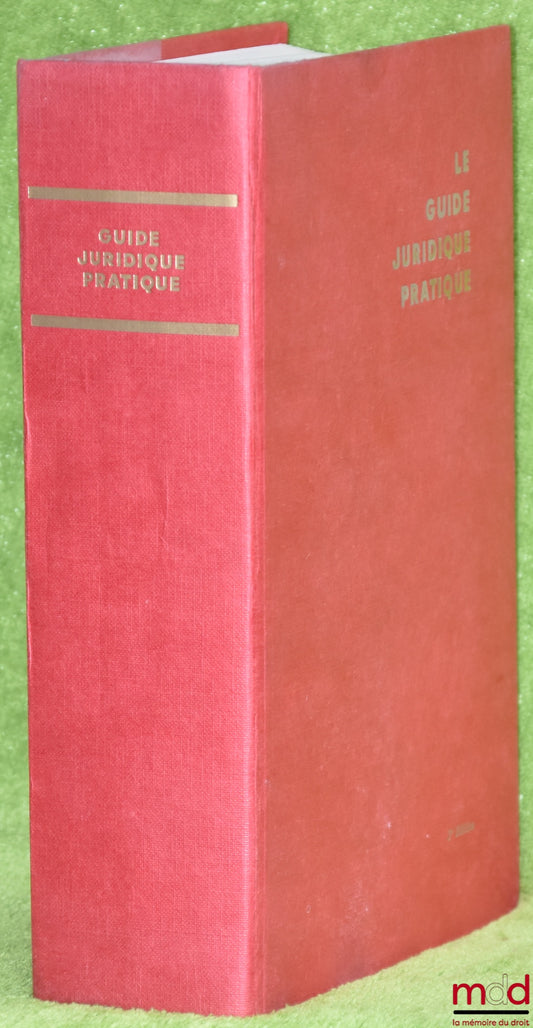 GUIDE
JURIDIQUE
PRATIQUE
LE
GUIDE
JURIDIQUE
PRATIQUE
mdd
la mémoire du droit